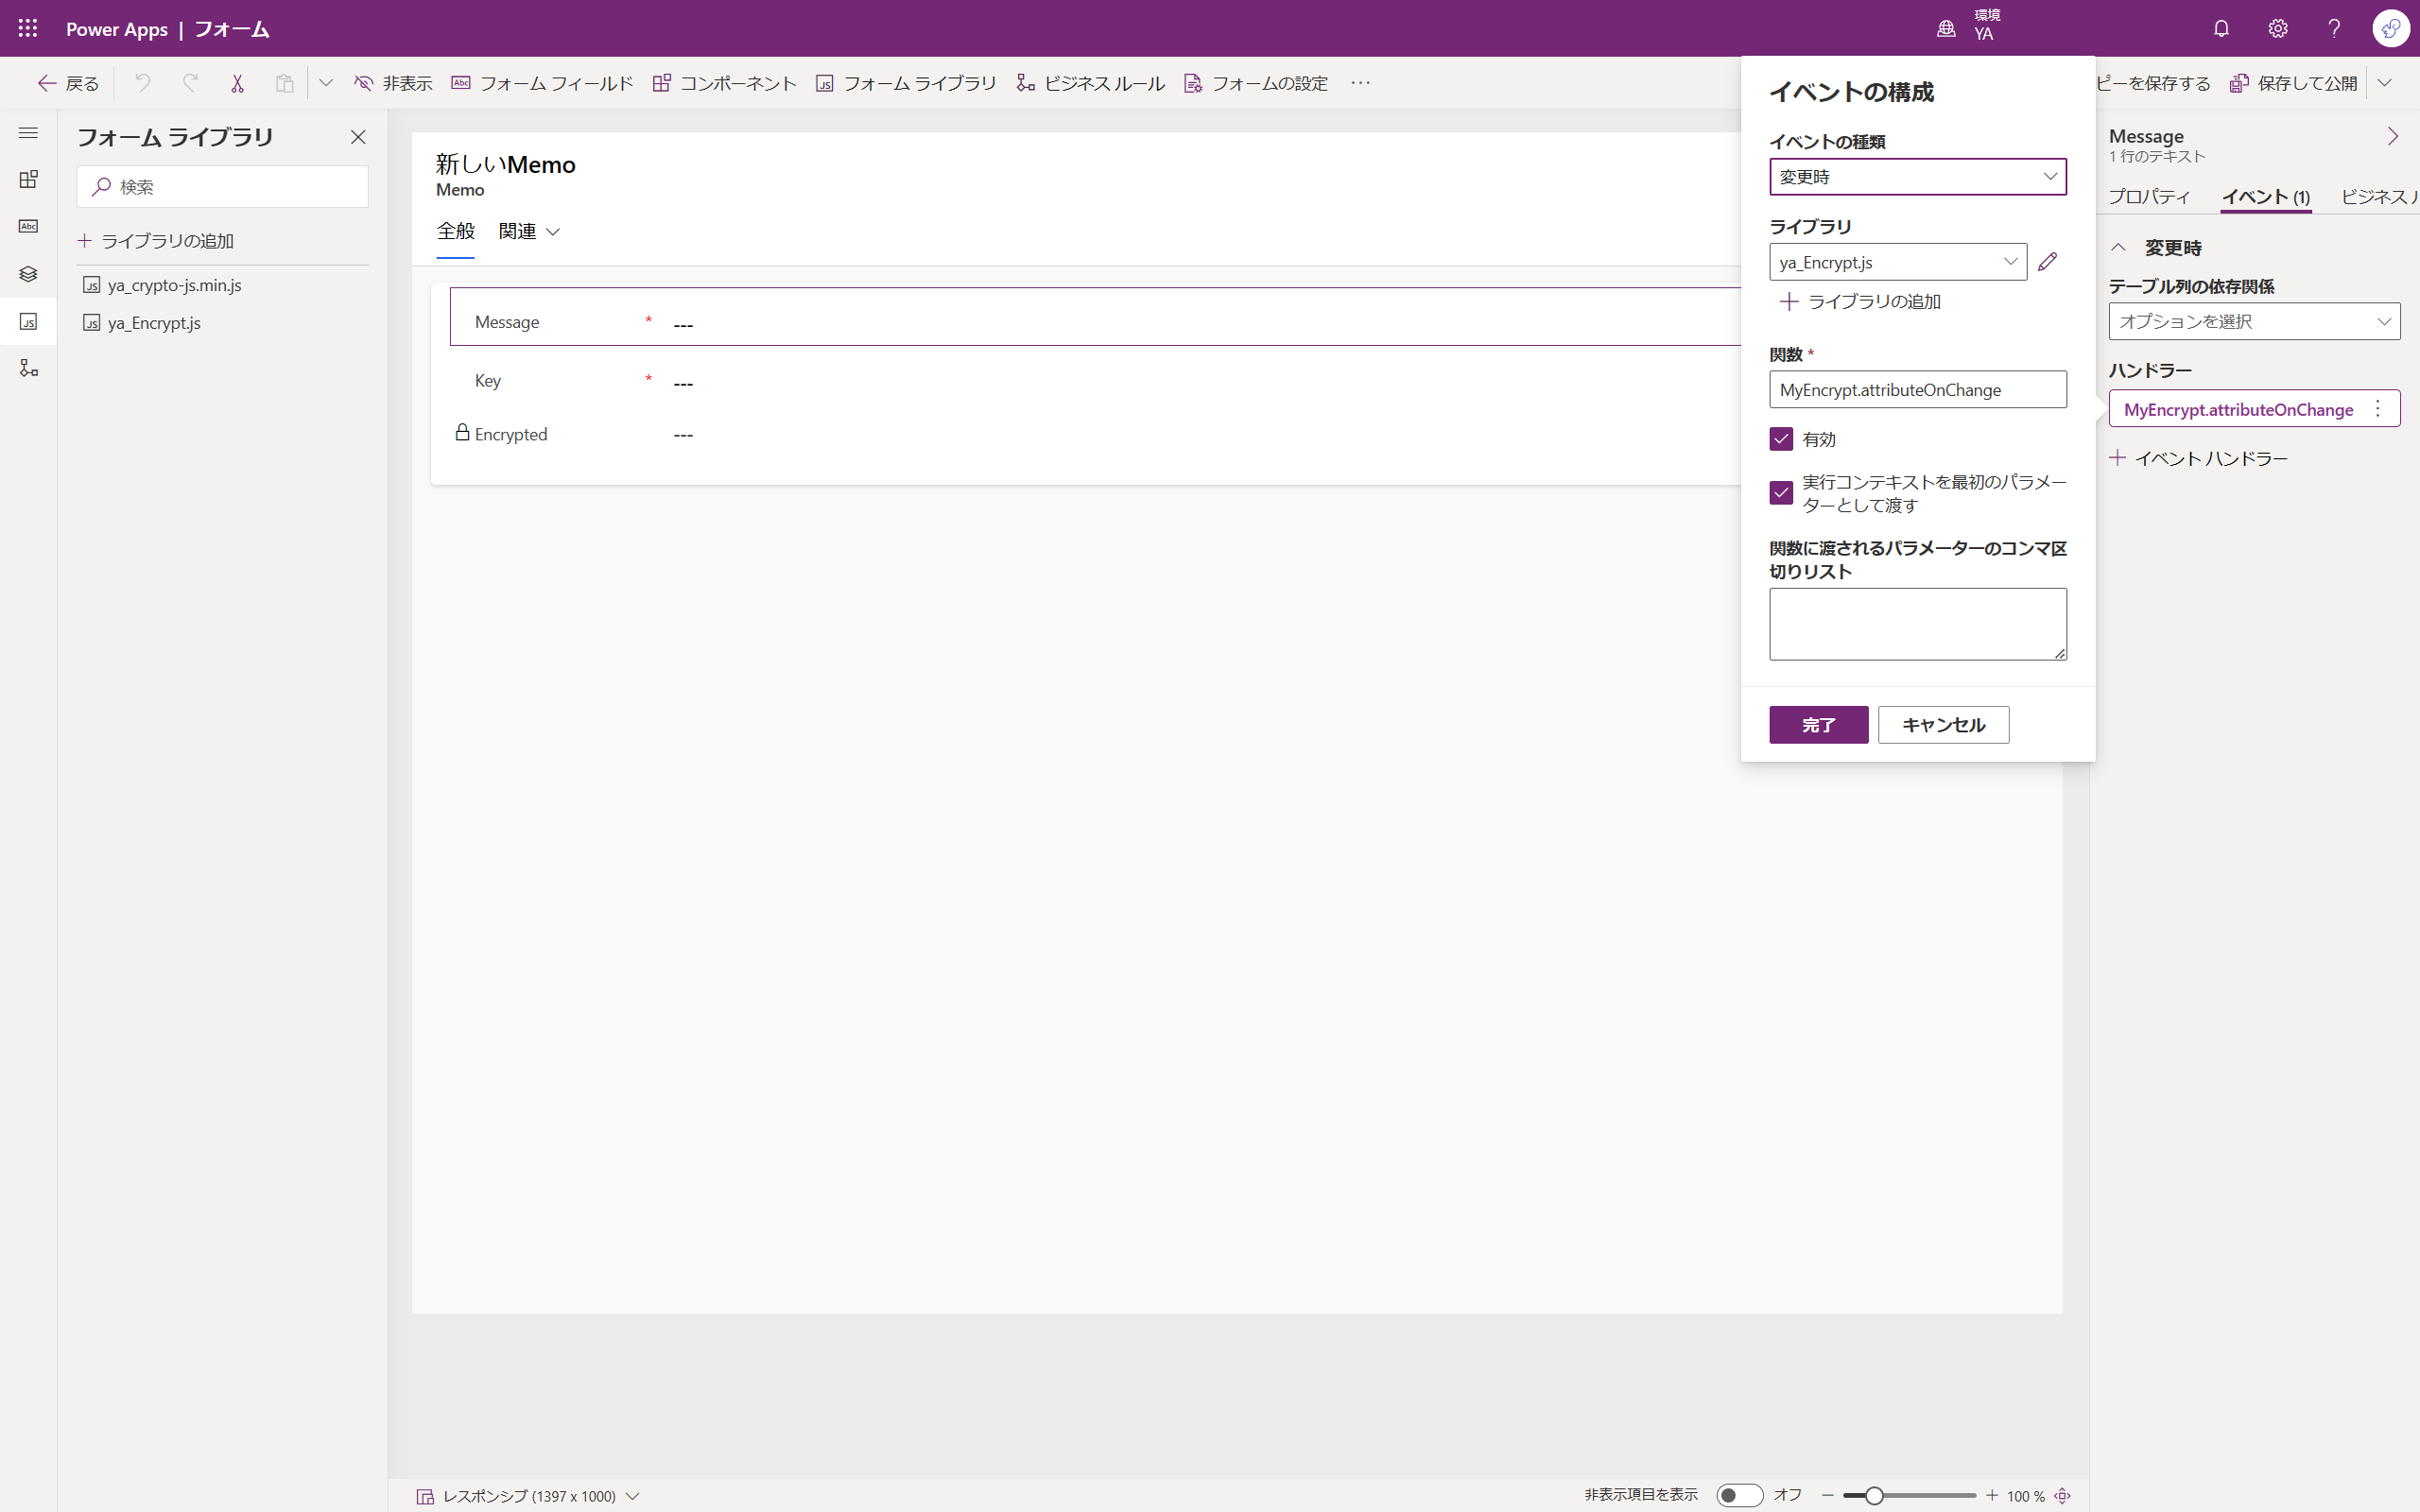 Power Apps | フォーム
環境
YA
戻る
非表示
Abc
フォーム フィールド
コンポーネント
JS
フォーム ライブラリ
ビジネス ルール
フォームの設定
ピーを保存する
保存して公開
フォーム ライブラリ
検索
ライブラリの追加
JS ya_crypto-js.min.js
JS ya_Encrypt.js
Abc
JS
新しいMemo
Memo
全般
関連
Message * ---
Key * ---
Encrypted ---
イベントの構成
イベントの種類
変更時
ライブラリ
ya_Encrypt.js
ライブラリの追加
関数 *
MyEncrypt.attributeOnChange
有効
実行コンテキストを最初のパラメー
ターとして渡す
関数に渡されるパラメーターのコンマ区
切りリスト
完了
キャンセル
Message
1 行のテキスト
プロパティ
イベント (1)
ビジネス ル
変更時
テーブル列の依存関係
オプションを選択
ハンドラー
MyEncrypt.attributeOnChange
イベント ハンドラー
レスポンシブ (1397 x 1000)
非表示項目を表示
オフ
100 %